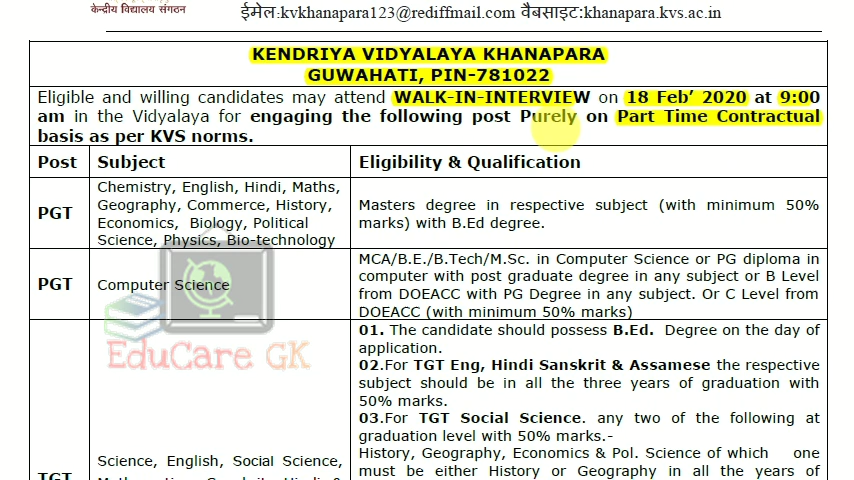 केन्द्रीय विद्यालय संगठन
ईमेल:kvkhanapara123@rediffmail.com वैबसाइट:khanapara.kvs.ac.in
KENDRIYA VIDYALAYA KHANAPARA
GUWAHATI, PIN-781022
Eligible and willing candidates may attend WALK-IN-INTERVIEW on 18 Feb’ 2020 at 9:00
am in the Vidyalaya for engaging the following post Purely on Part Time Contractual
basis as per KVS norms.
Post Subject Eligibility & Qualification
PGT
Chemistry, English, Hindi, Maths,
Geography, Commerce, History,
Economics, Biology, Political
Science, Physics, Bio-technology
Masters degree in respective subject (with minimum 50%
marks) with B.Ed degree.
PGT
Computer Science
MCA/B.E./B.Tech/M.Sc. in Computer Science or PG diploma in
computer with post graduate degree in any subject or B Level
from DOEACC with PG Degree in any subject. Or C Level from
DOEACC (with minimum 50% marks)
EduCare GK
TGT
Science, English, Social Science,
01. The candidate should possess B.Ed. Degree on the day of
application.
02.For TGT Eng, Hindi Sanskrit & Assamese the respective
subject should be in all the three years of graduation with
50% marks.
03.For TGT Social Science. any two of the following at
graduation level with 50% marks.-
History, Geography, Economics & Pol. Science of which one
must be either History or Geography in all the years of